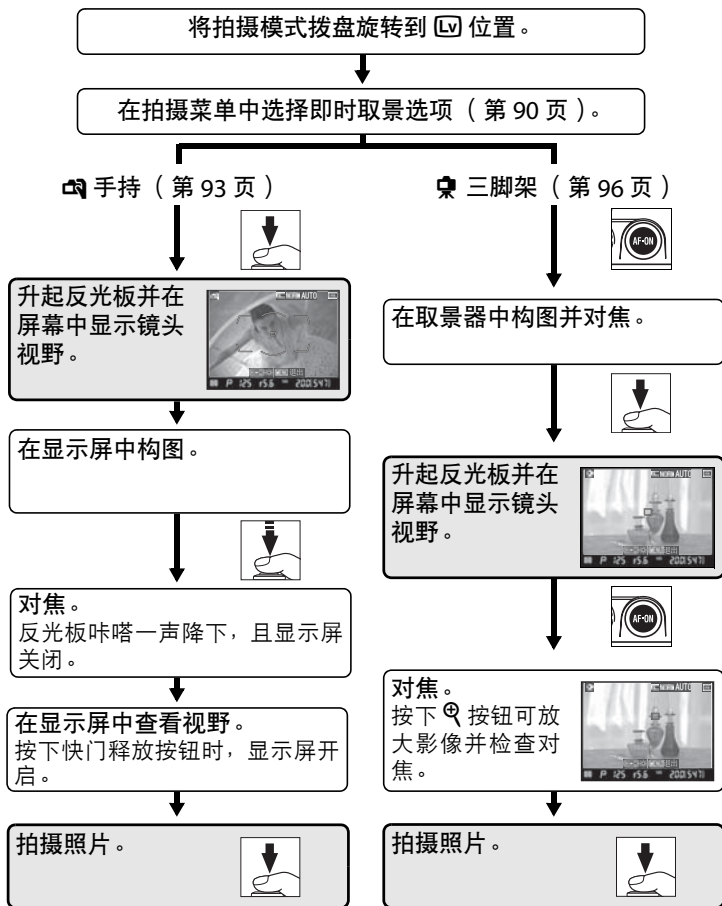 将拍摄模式拨盘旋转到 Lv 位置。
在拍摄菜单中选择即时取景选项（第 90 页）。
手持（第 93 页）
升起反光板并在
屏幕中显示镜头
视野。
在显示屏中构图。
对焦。
反光板咔嗒一声降下，且显示屏
关闭。
在显示屏中查看视野。
按下快门释放按钮时，显示屏开
启。
拍摄照片。
三脚架（第 96 页）
AF-ON
在取景器中构图并对焦。
升起反光板并在
屏幕中显示镜头
视野。
AF-ON
对焦。
按下 按钮可放
大影像并检查对
焦。
拍摄照片。